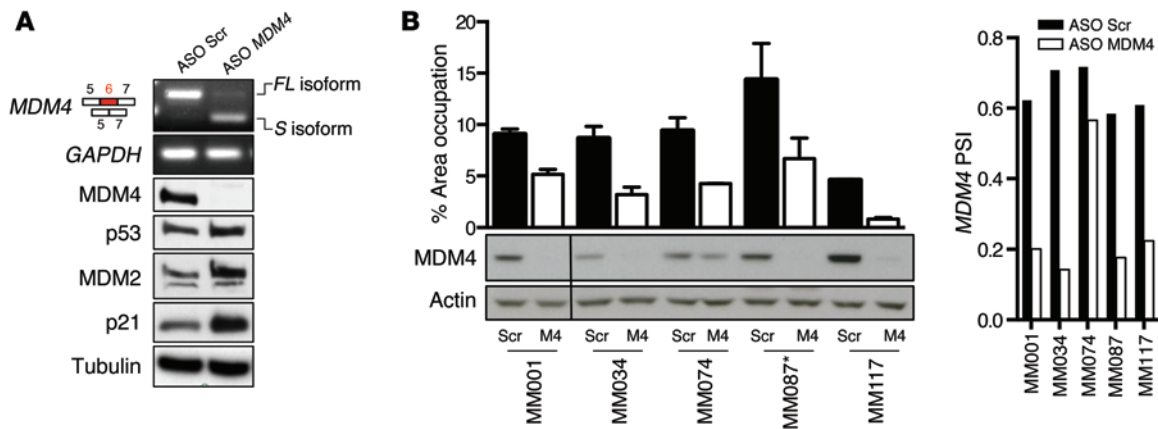 A
ASO Scr
ASO MDM4
5 6 7
5 7
MDM4
FL isoform
S isoform
GAPDH
MDM4
p53
MDM2
p21
Tubulin
B
% Area occupation
20
15
10
5
0
MDM4
Actin
Scr M4 Scr M4 Scr M4 Scr M4 Scr M4
MM001
MM034
MM074
MM087*
MM117
ASO Scr
ASO MDM4
MDM4 PSI
0.8
0.6
0.4
0.2
0.0
MM001
MM034
MM074
MM087
MM117